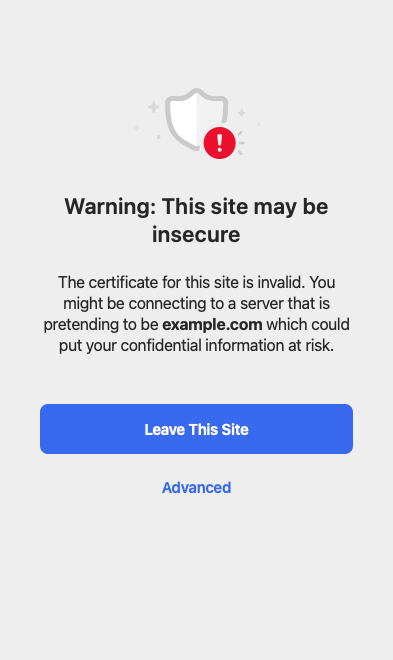 Warning: This site may be
insecure
The certificate for this site is invalid. You
might be connecting to a server that is
pretending to be example.com which could
put your confidential information at risk.
Leave This Site
Advanced